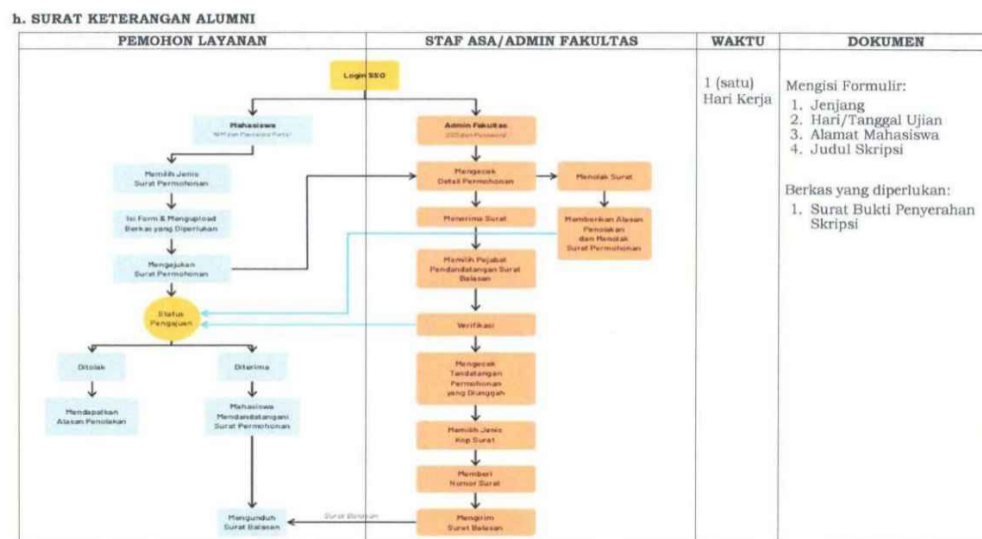 h. SURAT KETERANGAN ALUMNI
PEMOHON LAYANAN
STAF ASA/ADMIN FAKULTAS
WAKTU
DOKUMEN
Login SSO
Mahasiswa
Admin Fakultas
Memilih Jenis
Surat Permohonan
Isi Form & Mengupload
Berkas yang Diperlukan
Mengajukan
Surat Permohonan
Status
Pengajuan
Ditolak
Diterima
Mendapatkan
Alasan Penolakan
Mahasiswa
Mendandatangani
Surat Permohonan
Mengunduh
Surat Balasan
Mengecek
Detail Permohonan
Menolak Surat
Menerima Surat
Memberikan Alasan
Penolakan
dan Menolak
Surat Permohonan
Memilih Pejabat
Pendandatangan Surat
Balasan
Verifikasi
Mengecek
Tandatangan
Permohonan
yang Diunggah
Memilih Jenis
Kop Surat
Memberi
Nomor Surat
Mengirim
Surat Balasan
Surat Balasan
1 (satu)
Hari Kerja
Mengisi Formulir:
1. Jenjang
2. Hari/Tanggal Ujian
3. Alamat Mahasiswa
4. Judul Skripsi
Berkas yang diperlukan:
1. Surat Bukti Penyerahan
Skripsi